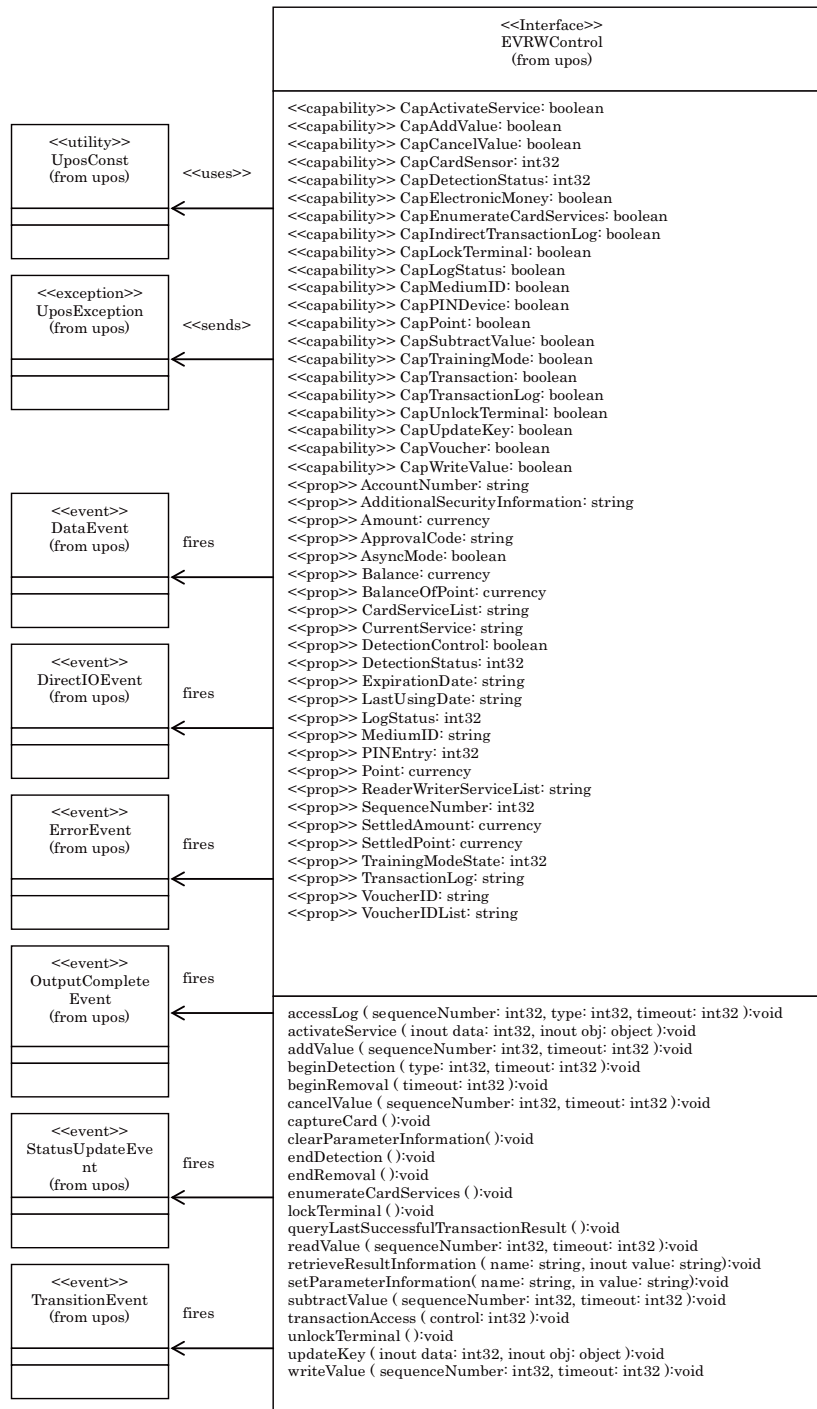 <<Interface>>
EVRWControl
(from upos)
<<utility>>
UposConst
(from upos)
<<uses>>
<<exception>>
UposException
(from upos)
<<sends>
<<event>>
DataEvent
(from upos)
fires
<<event>>
DirectIOEvent
(from upos)
fires
<<event>>
ErrorEvent
(from upos)
fires
<<event>>
OutputComplete
Event
(from upos)
fires
<<event>>
StatusUpdateEve
nt
(from upos)
fires
<<event>>
TransitionEvent
(from upos)
fires
<<capability>> CapActivateService: boolean
<<capability>> CapAddValue: boolean
<<capability>> CapCancelValue: boolean
<<capability>> CapCardSensor: int32
<<capability>> CapDetectionStatus: int32
<<capability>> CapElectronicMoney: boolean
<<capability>> CapEnumerateCardServices: boolean
<<capability>> CapIndirectTransactionLog: boolean
<<capability>> CapLockTerminal: boolean
<<capability>> CapLogStatus: boolean
<<capability>> CapMediumID: boolean
<<capability>> CapPINDevice: boolean
<<capability>> CapPoint: boolean
<<capability>> CapSubtractValue: boolean
<<capability>> CapTrainingMode: boolean
<<capability>> CapTransaction: boolean
<<capability>> CapTransactionLog: boolean
<<capability>> CapUnlockTerminal: boolean
<<capability>> CapUpdateKey: boolean
<<capability>> CapVoucher: boolean
<<capability>> CapWriteValue: boolean
<<prop>> AccountNumber: string
<<prop>> AdditionalSecurityInformation: string
<<prop>> Amount: currency
<<prop>> ApprovalCode: string
<<prop>> AsyncMode: boolean
<<prop>> Balance: currency
<<prop>> BalanceOfPoint: currency
<<prop>> CardServiceList: string
<<prop>> CurrentService: string
<<prop>> DetectionControl: boolean
<<prop>> DetectionStatus: int32
<<prop>> ExpirationDate: string
<<prop>> LastUsingDate: string
<<prop>> LogStatus: int32
<<prop>> MediumID: string
<<prop>> PINEntry: int32
<<prop>> Point: currency
<<prop>> ReaderWriterServiceList: string
<<prop>> SequenceNumber: int32
<<prop>> SettledAmount: currency
<<prop>> SettledPoint: currency
<<prop>> TrainingModeState: int32
<<prop>> TransactionLog: string
<<prop>> VoucherID: string
<<prop>> VoucherIDList: string
accessLog ( sequenceNumber: int32, type: int32, timeout: int32 ):void
activateService ( inout data: int32, inout obj: object ):void
addValue ( sequenceNumber: int32, timeout: int32 ):void
beginDetection ( type: int32, timeout: int32 ):void
beginRemoval ( timeout: int32 ):void
cancelValue ( sequenceNumber: int32, timeout: int32 ):void
captureCard ( ):void
clearParameterInformation( ):void
endDetection ( ):void
endRemoval ( ):void
enumerateCardServices ( ):void
lockTerminal ( ):void
queryLastSuccessfulTransactionResult ( ):void
readValue ( sequenceNumber: int32, timeout: int32 ):void
retrieveResultInformation ( name: string, inout value: string):void
setParameterInformation( name: string, in value: string):void
subtractValue ( sequenceNumber: int32, timeout: int32 ):void
transactionAccess ( control: int32 ):void
unlockTerminal ( ):void
updateKey ( inout data: int32, inout obj: object ):void
writeValue ( sequenceNumber: int32, timeout: int32 ):void